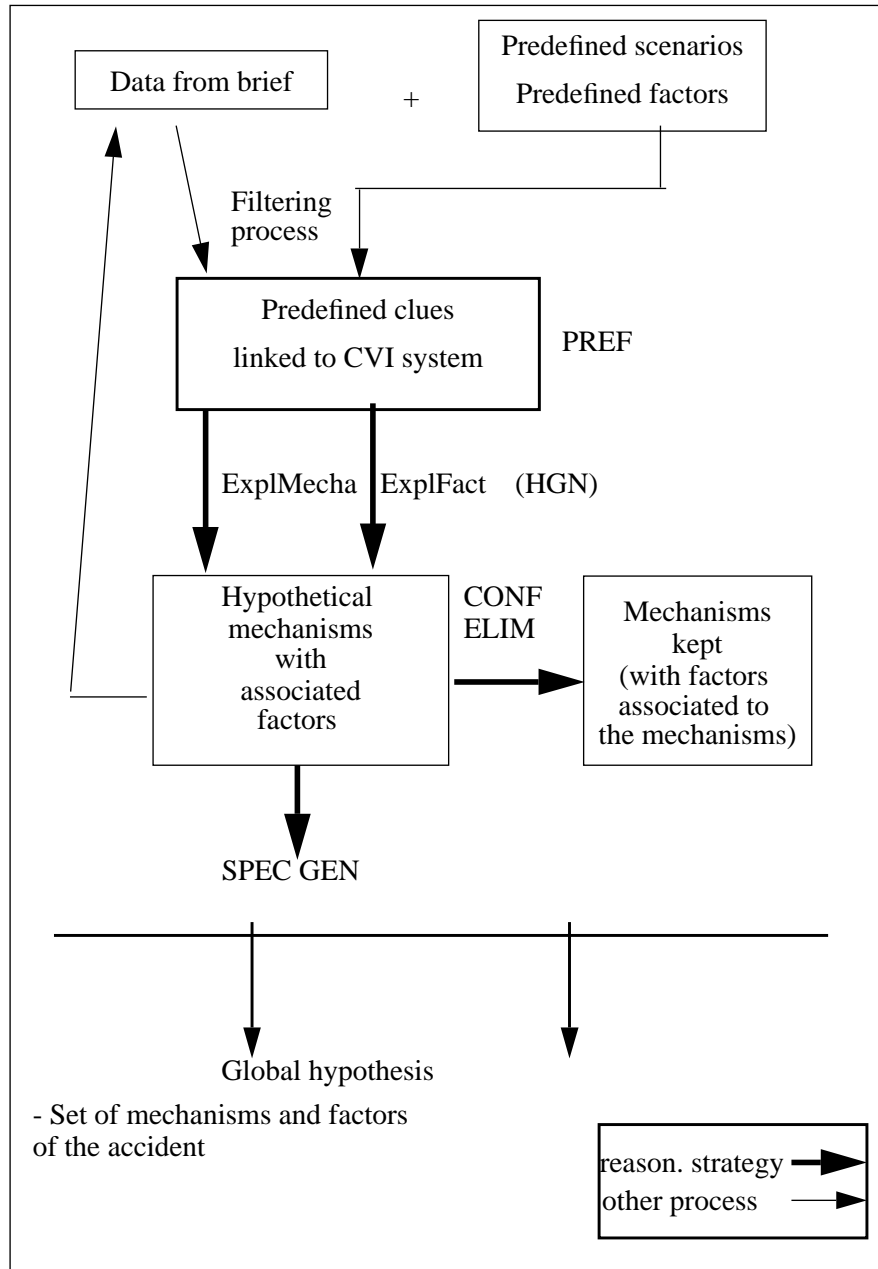 Data from brief
+
Predefined scenarios
Predefined factors
Filtering
process
Predefined clues
linked to CVI system
PREF
ExplMecha
ExplFact
(HGN)
Hypothetical
mechanisms
with
associated
factors
CONF
ELIM
Mechanisms
kept
(with factors
associated to
the mechanisms)
SPEC GEN
Global hypothesis
- Set of mechanisms and factors
of the accident
reason. strategy
other process